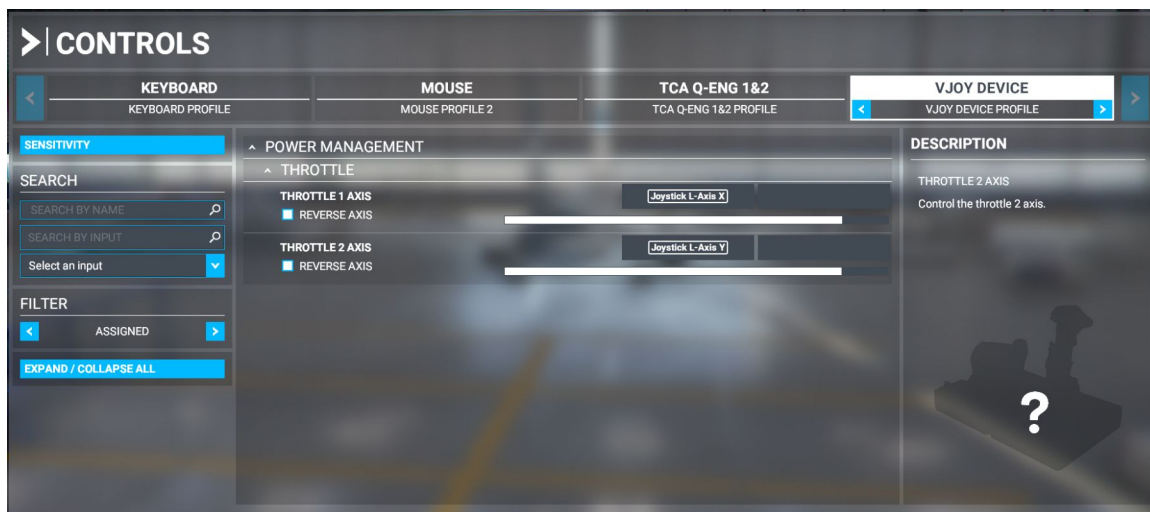 CONTROLS
KEYBOARD
KEYBOARD PROFILE
MOUSE
MOUSE PROFILE 2
TCA Q-ENG 1&2
TCA Q-ENG 1&2 PROFILE
VJOY DEVICE
VJOY DEVICE PROFILE
SENSITIVITY
SEARCH
SEARCH BY NAME
SEARCH BY INPUT
Select an input
FILTER
ASSIGNED
EXPAND / COLLAPSE ALL
POWER MANAGEMENT
THROTTLE
THROTTLE 1 AXIS
Joystick L-Axis X
REVERSE AXIS
THROTTLE 2 AXIS
Joystick L-Axis Y
REVERSE AXIS
DESCRIPTION
THROTTLE 2 AXIS
Control the throttle 2 axis.
?